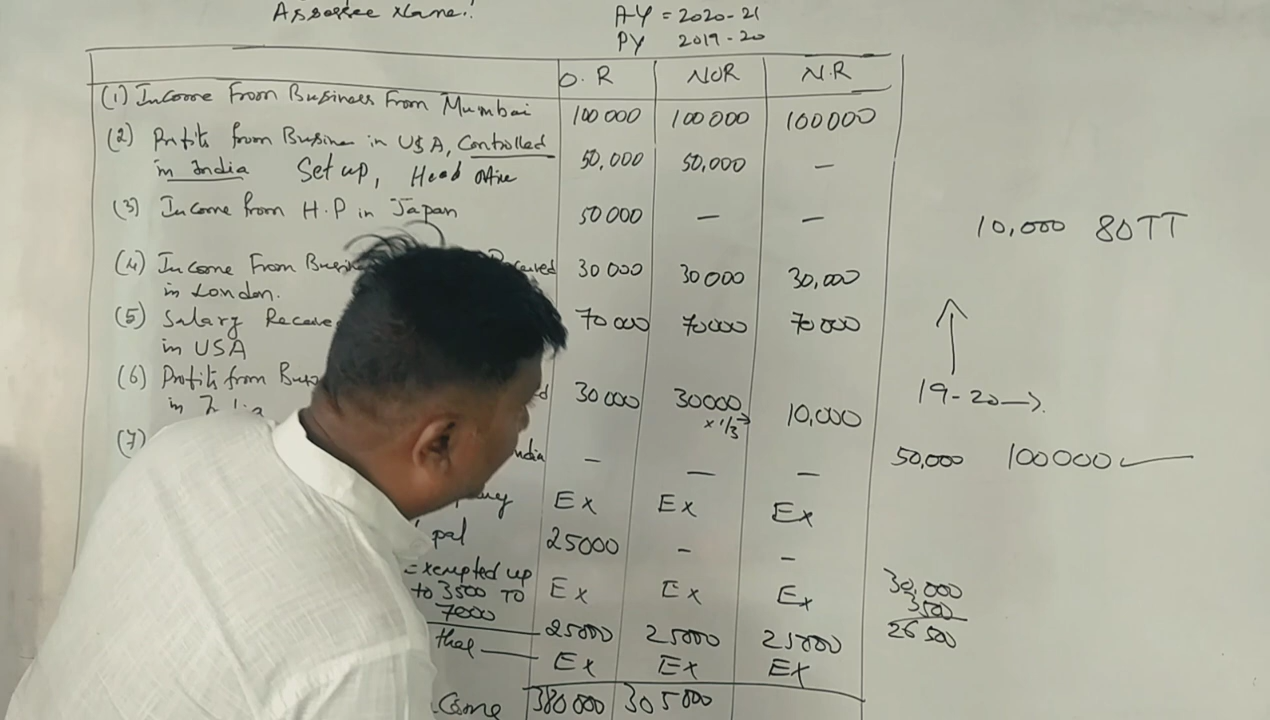 Assessee Name:
AY = 2020-21
PY 2019-20
O.R NOR N.R
(1) Income From Business From Mumbai 100000 100000 100000
(2) Profits from Business in USA, Controlled
in India Set up, Head office 50,000 50,000 —
(3) Income from H.P in Japan 50000 — —
10,000 80TT
(4) Income From Received 30000 30000 30,000
in London.
(5) Salary 70000 70000 70000
in USA
(6) Profits from 30000 30000 10,000
x 1/3
19-20
in
(7) — — —
50,000 100000
Ex Ex Ex
25000 – –
exempted up
to 3500 TO Ex Ex Ex
7000
30,000
3500
26500
25000 25000 25000
that Ex Ex Ex
380000 305000